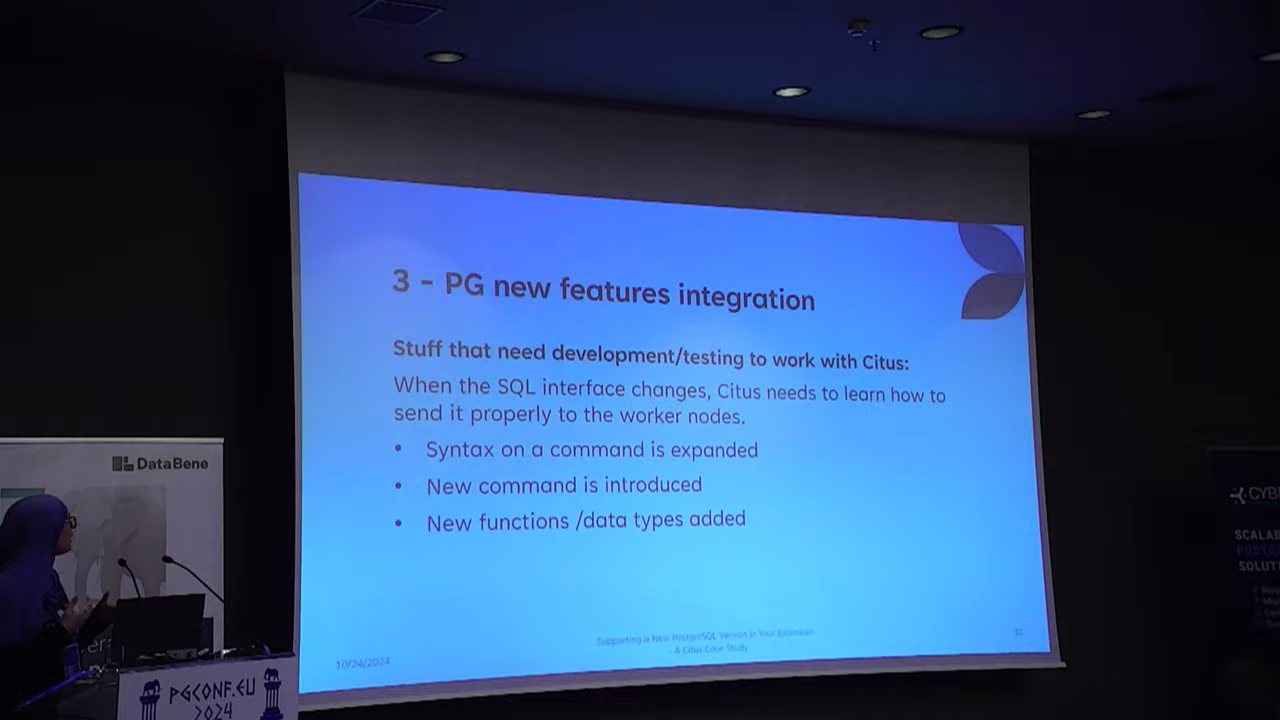 3 - PG new features integration
Stuff that need development/testing to work with Citus:
When the SQL interface changes, Citus needs to learn how to
send it properly to the worker nodes.
• Syntax on a command is expanded
• New command is introduced
• New functions /data types added
Supporting a New PostgreSQL Version in Your Extension
- A Citus Case Study
10/24/2024
DataBene
PGCONF.EU
2024